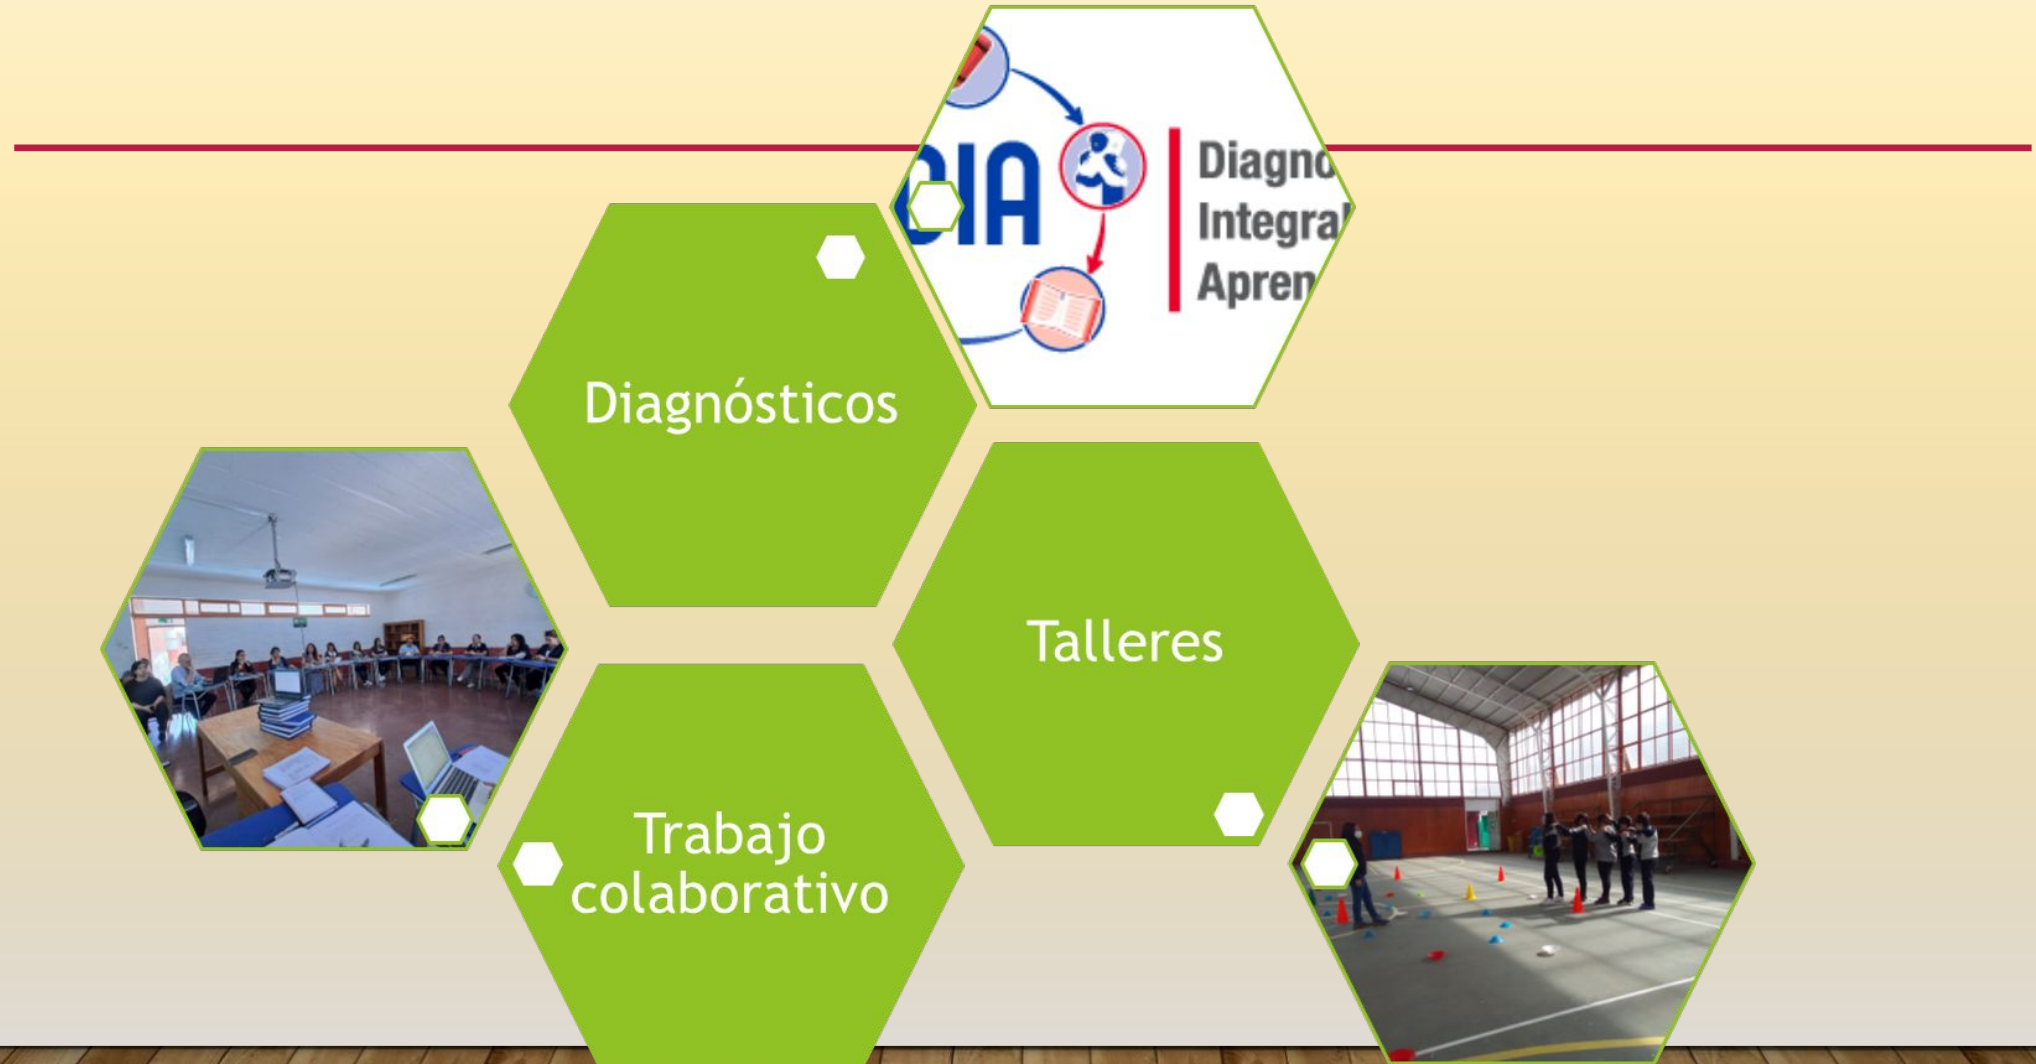 DIA
Diagno
Integral
Apren
Diagnósticos
Talleres
Trabajo
colaborativo